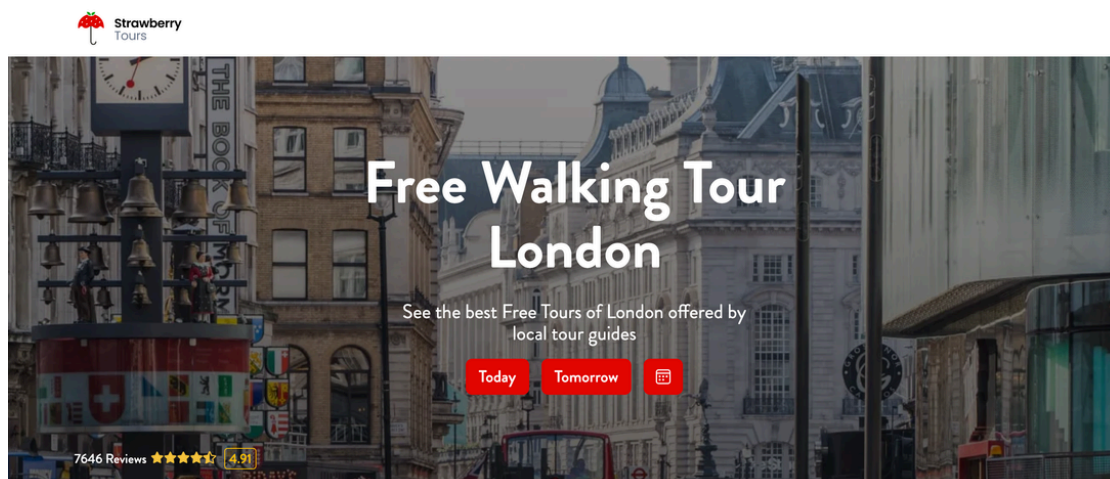 Strawberry
Tours
THE BOOK OF MORMON
Free Walking Tour
London
See the best Free Tours of London offered by
local tour guides
Today
Tomorrow
7646 Reviews
4.91